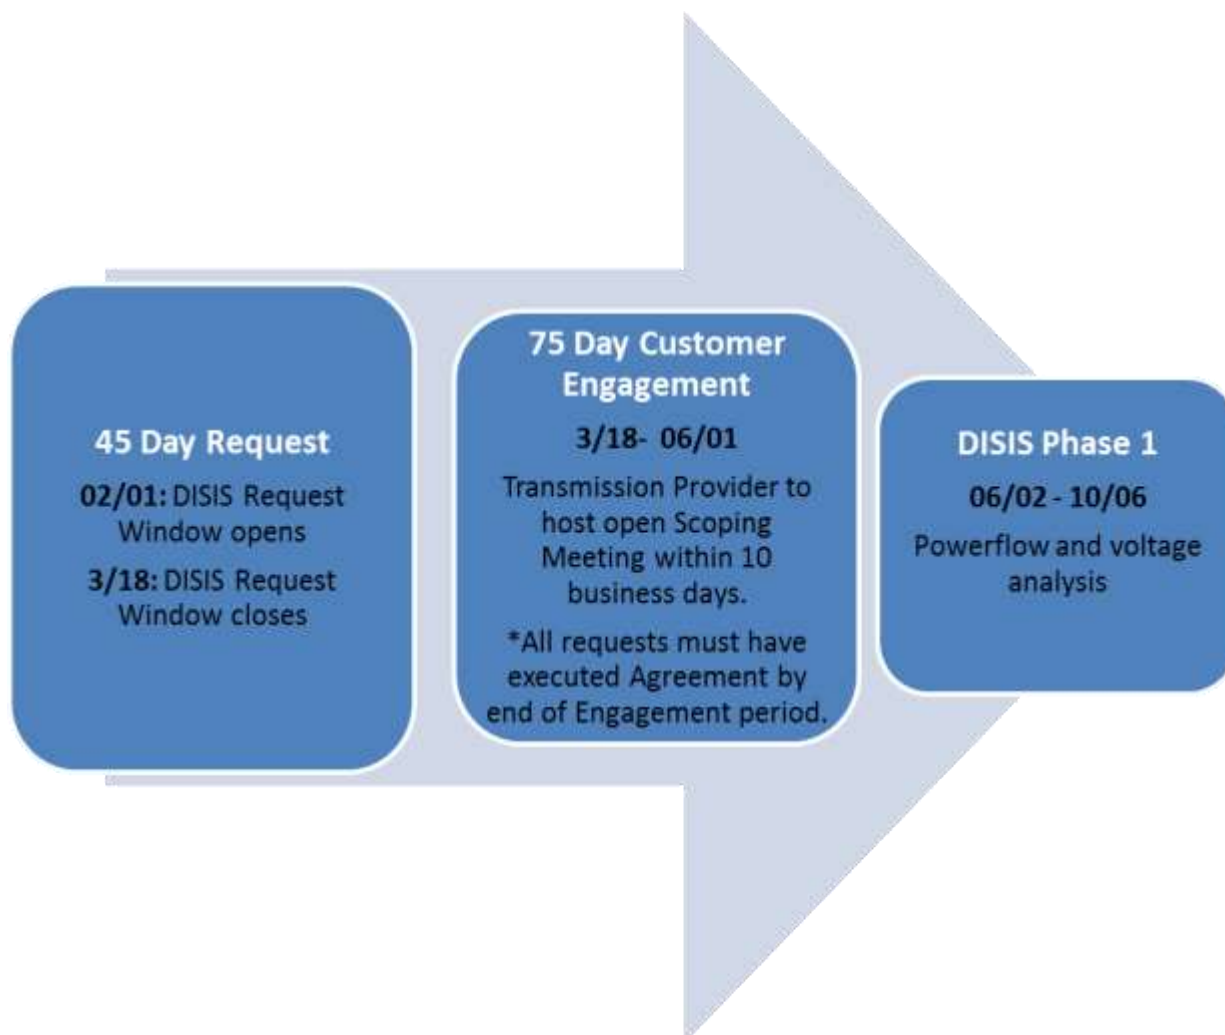 45 Day Request
02/01: DISIS Request
Window opens
3/18: DISIS Request
Window closes
75 Day Customer
Engagement
3/18- 06/01
Transmission Provider to
host open Scoping
Meeting within 10
business days.
*All requests must have
executed Agreement by
end of Engagement period.
DISIS Phase 1
06/02 - 10/06
Powerflow and voltage
analysis